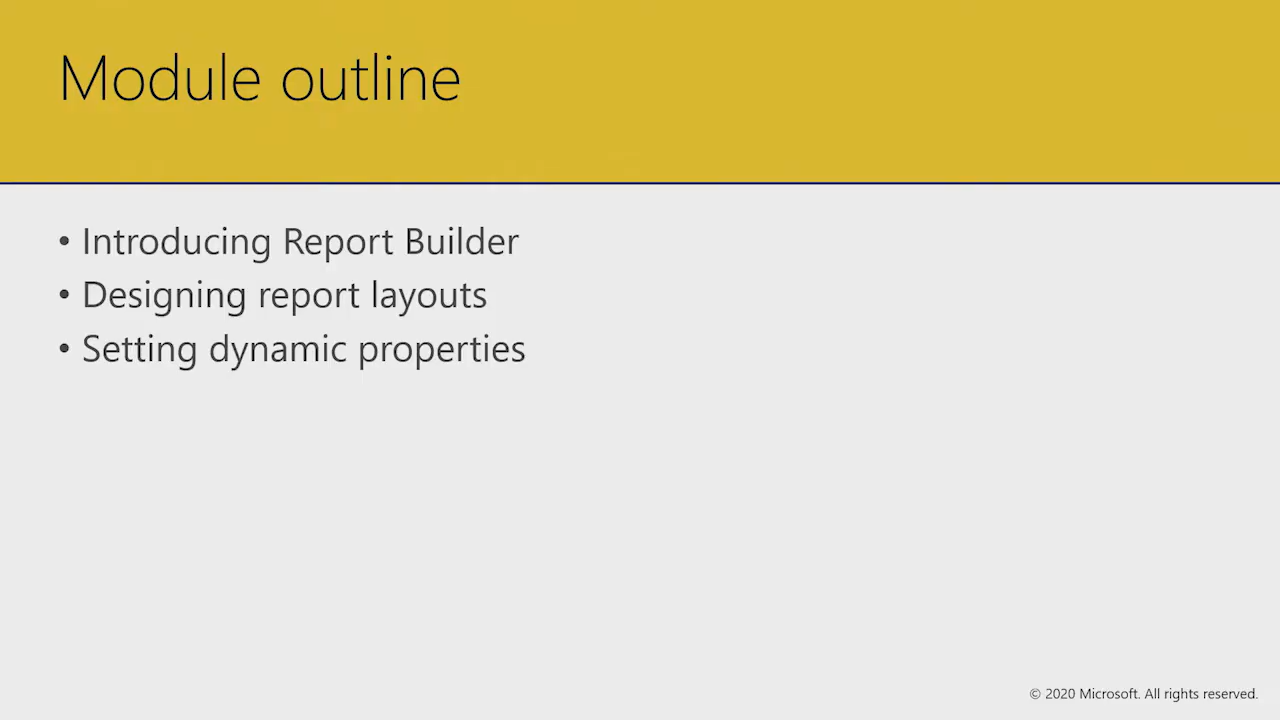 Module outline
• Introducing Report Builder
• Designing report layouts
• Setting dynamic properties
© 2020 Microsoft. All rights reserved.